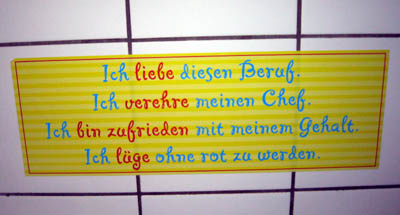 Ich liebe diesen Beruf.
Ich verehre meinen Chef.
Ich bin zufrieden mit meinem Gehalt.
Ich lüge ohne rot zu werden.